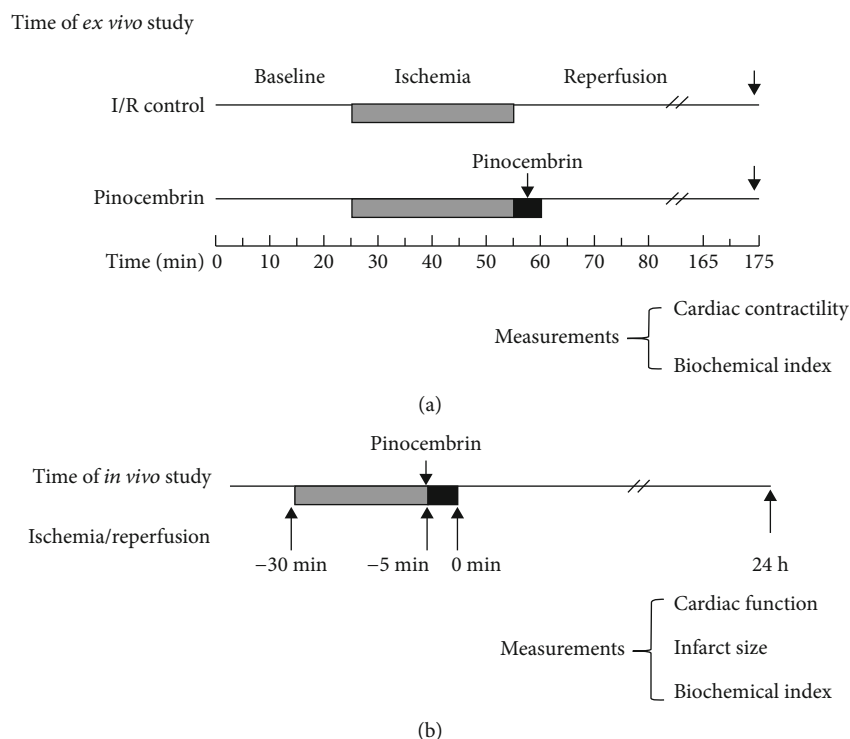 Time of ex vivo study
Baseline Ischemia Reperfusion
I/R control
Pinocembrin
Pinocembrin
Time (min) 0 10 20 30 40 50 60 70 80 165 175
Cardiac contractility
Measurements
Biochemical index
(a)
Pinocembrin
Time of in vivo study
Ischemia/reperfusion
−30 min −5 min 0 min 24 h
Cardiac function
Measurements Infarct size
Biochemical index
(b)